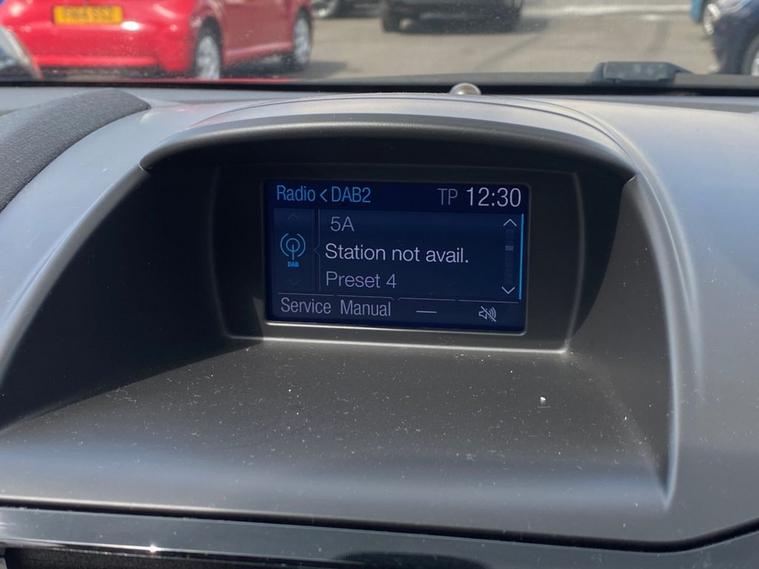 Radio < DAB2 TP 12:30
5A
DAB
Station not avail.
Preset 4
Service Manual —